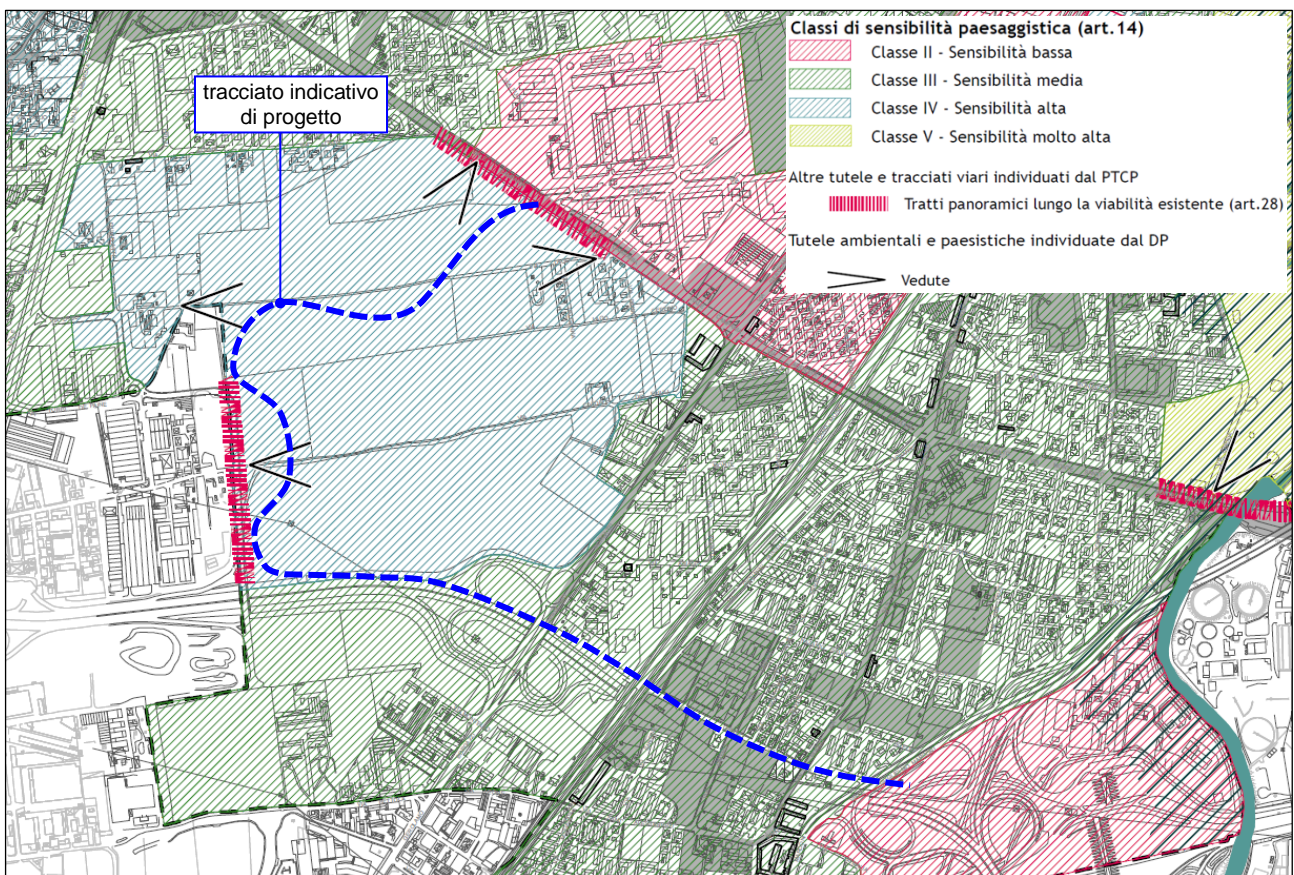 tracciato indicativo
di progetto
Classi di sensibilità paesaggistica (art.14)
Classe II - Sensibilità bassa
Classe III - Sensibilità media
Classe IV - Sensibilità alta
Classe V - Sensibilità molto alta
Altre tutele e tracciati viari individuati dal PTCP
Tratti panoramici lungo la viabilità esistente (art.28)
Tutele ambientali e paesistiche individuate dal DP
Vedute